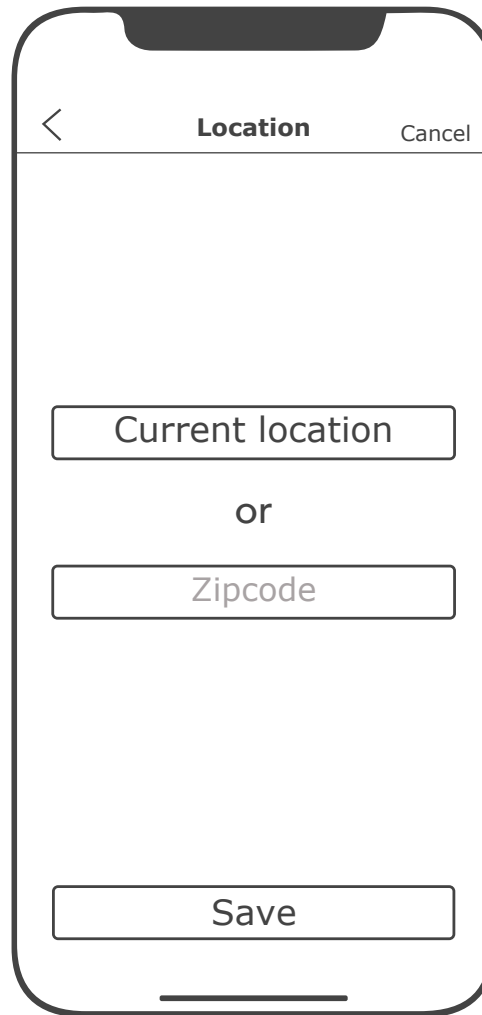 Location
Cancel
Current location
or
Zipcode
Save